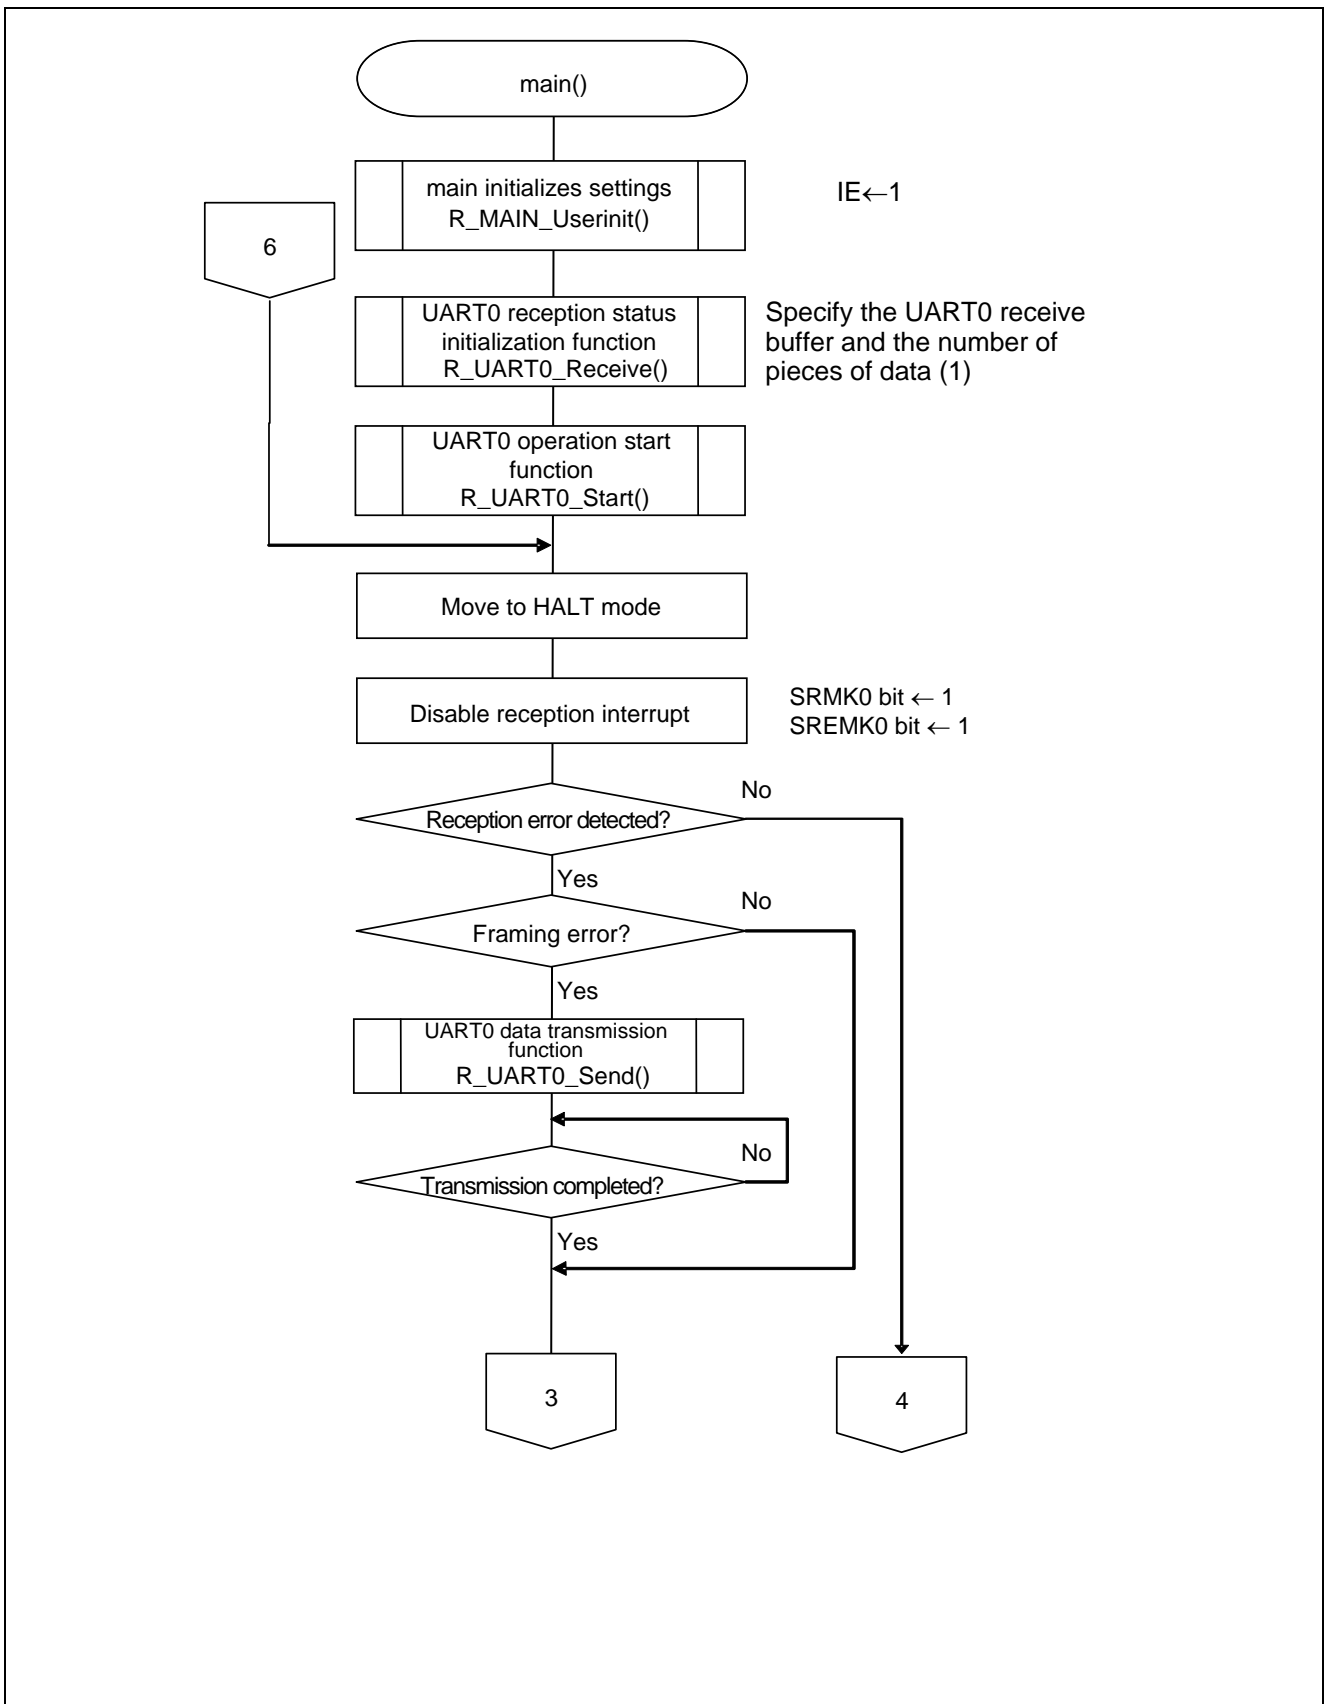 main()
main initializes settings
R_MAIN_Userinit()
IE←1
6
UART0 reception status
initialization function
R_UART0_Receive()
Specify the UART0 receive
buffer and the number of
pieces of data (1)
UART0 operation start
function
R_UART0_Start()
Move to HALT mode
Disable reception interrupt
SRMK0 bit ← 1
SREMK0 bit ← 1
No
Reception error detected?
Yes
No
Framing error?
Yes
UART0 data transmission
function
R_UART0_Send()
No
Transmission completed?
Yes
3
4